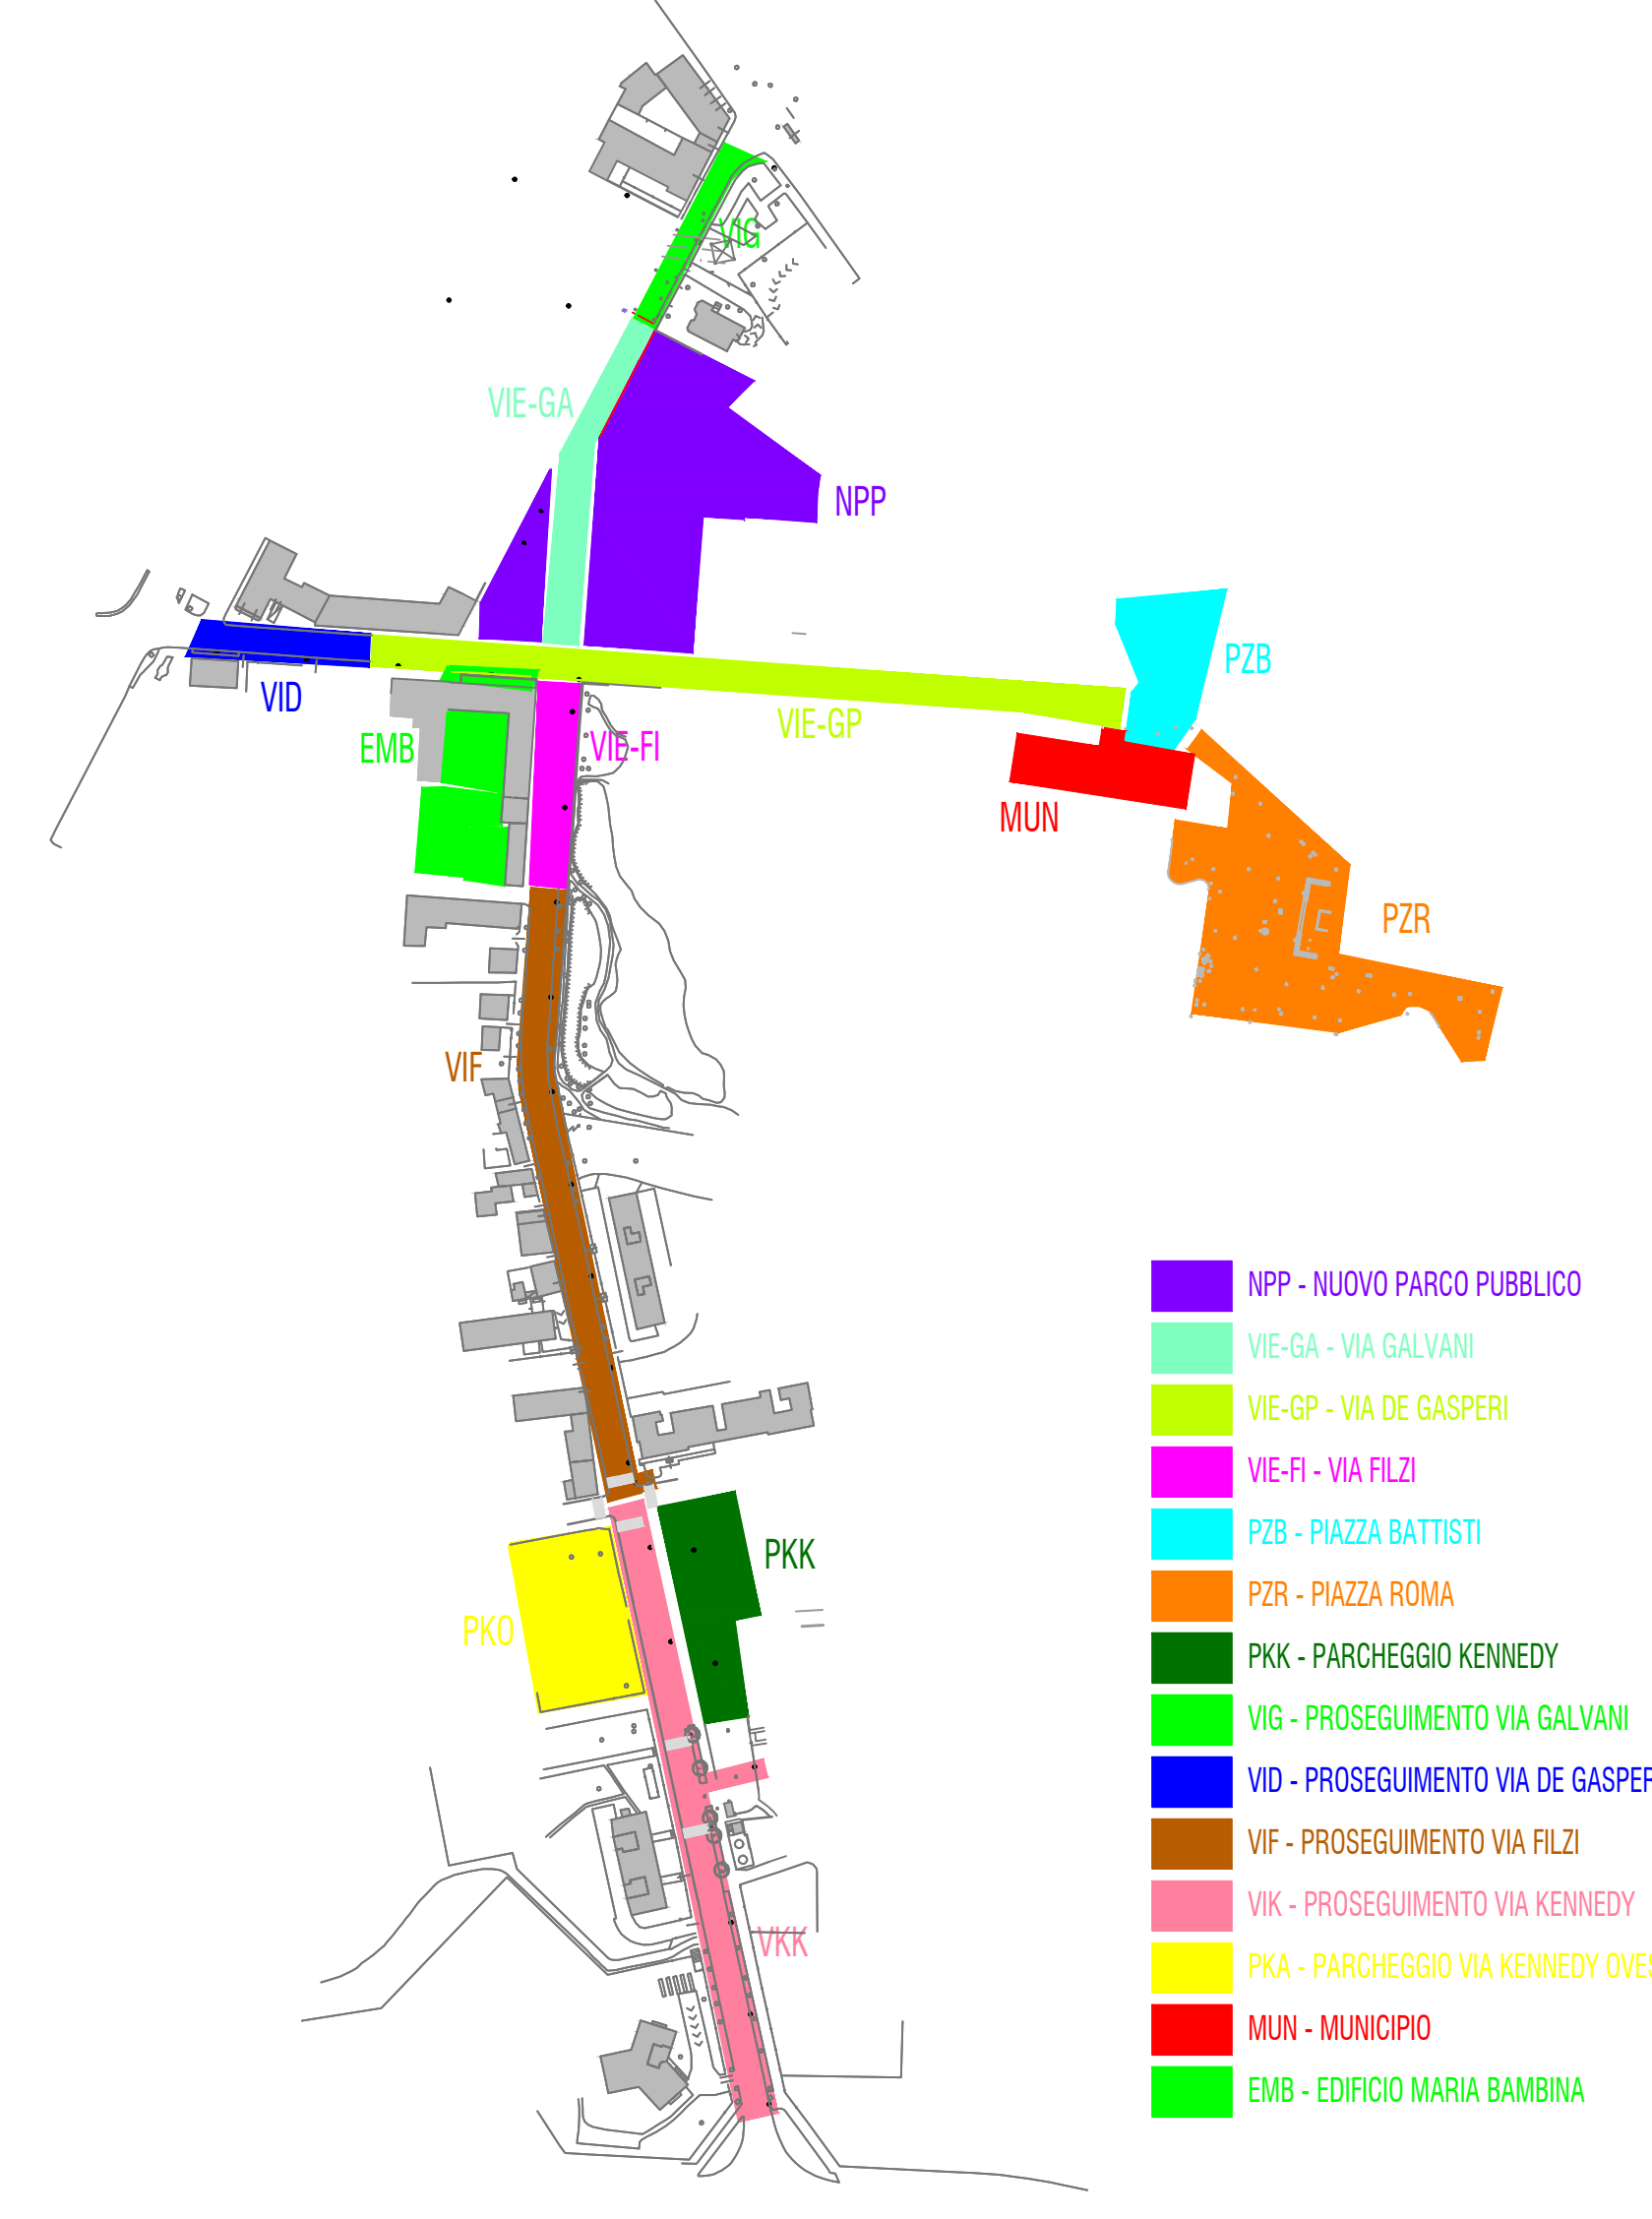 VIG
VIE-GA
NPP
PZB
VID
VIE-GP
EMB
VIE-FI
MUN
PZR
VIF
PKK
PKO
VKK
NPP - NUOVO PARCO PUBBLICO
VIE-GA - VIA GALVANI
VIE-GP - VIA DE GASPERI
VIE-FI - VIA FILZI
PZB - PIAZZA BATTISTI
PZR - PIAZZA ROMA
PKK - PARCHEGGIO KENNEDY
VIG - PROSEGUIMENTO VIA GALVANI
VID - PROSEGUIMENTO VIA DE GASPER
VIF - PROSEGUIMENTO VIA FILZI
VIK - PROSEGUIMENTO VIA KENNEDY
PKA - PARCHEGGIO VIA KENNEDY OVES
MUN - MUNICIPIO
EMB - EDIFICIO MARIA BAMBINA